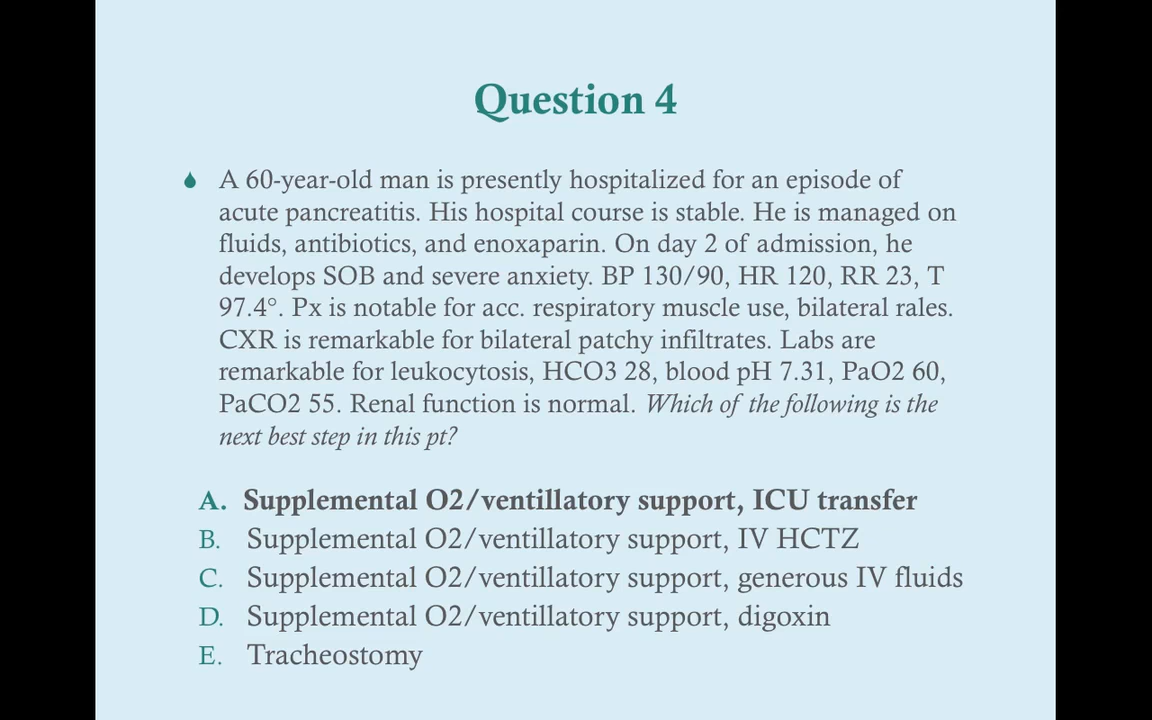 Question 4
A 60-year-old man is presently hospitalized for an episode of
acute pancreatitis. His hospital course is stable. He is managed on
fluids, antibiotics, and enoxaparin. On day 2 of admission, he
develops SOB and severe anxiety. BP 130/90, HR 120, RR 23, T
97.4°. Px is notable for acc. respiratory muscle use, bilateral rales.
CXR is remarkable for bilateral patchy infiltrates. Labs are
remarkable for leukocytosis, HCO3 28, blood pH 7.31, PaO2 60,
PaCO2 55. Renal function is normal. Which of the following is the
next best step in this pt?
A. Supplemental O2/ventillatory support, ICU transfer
B. Supplemental O2/ventillatory support, IV HCTZ
C. Supplemental O2/ventillatory support, generous IV fluids
D. Supplemental O2/ventillatory support, digoxin
E. Tracheostomy